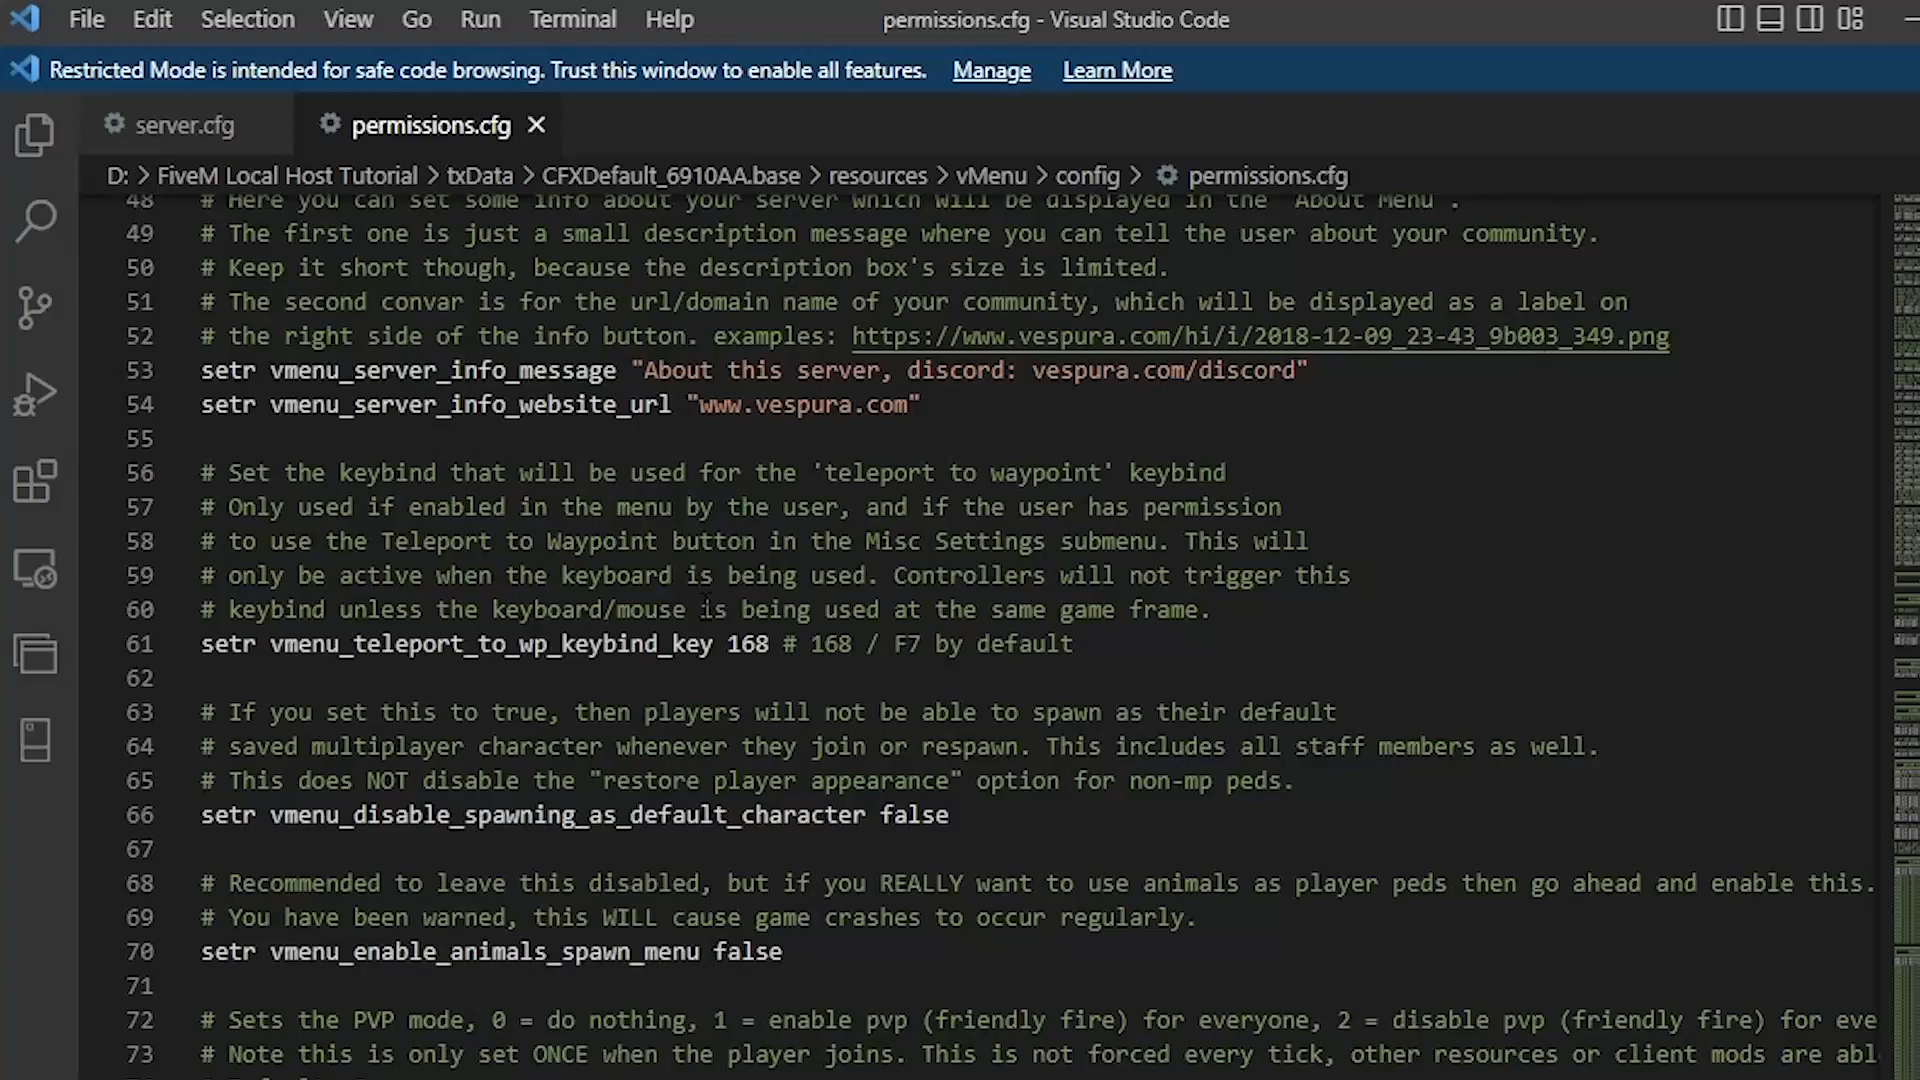 File Edit Selection View Go Run Terminal Help permissions.cfg - Visual Studio Code
Restricted Mode is intended for safe code browsing. Trust this window to enable all features. Manage Learn More
server.cfg permissions.cfg
D: > FiveM Local Host Tutorial > txData > CFXDefault_6910AA.base > resources > vMenu > config > permissions.cfg
48 # Here you can set some info about your server which will be displayed in the "About Menu".
49 # The first one is just a small description message where you can tell the user about your community.
50 # Keep it short though, because the description box's size is limited.
51 # The second convar is for the url/domain name of your community, which will be displayed as a label on
52 # the right side of the info button. examples: https://www.vespura.com/hi/i/2018-12-09_23-43_9b003_349.png
53 setr vmenu_server_info_message "About this server, discord: vespura.com/discord"
54 setr vmenu_server_info_website_url "www.vespura.com"
55
56 # Set the keybind that will be used for the 'teleport to waypoint' keybind
57 # Only used if enabled in the menu by the user, and if the user has permission
58 # to use the Teleport to Waypoint button in the Misc Settings submenu. This will
59 # only be active when the keyboard is being used. Controllers will not trigger this
60 # keybind unless the keyboard/mouse is being used at the same game frame.
61 setr vmenu_teleport_to_wp_keybind_key 168 # 168 / F7 by default
62
63 # If you set this to true, then players will not be able to spawn as their default
64 # saved multiplayer character whenever they join or respawn. This includes all staff members as well.
65 # This does NOT disable the "restore player appearance" option for non-mp peds.
66 setr vmenu_disable_spawning_as_default_character false
67
68 # Recommended to leave this disabled, but if you REALLY want to use animals as player peds then go ahead and enable this.
69 # You have been warned, this WILL cause game crashes to occur regularly.
70 setr vmenu_enable_animals_spawn_menu false
71
72 # Sets the PVP mode, 0 = do nothing, 1 = enable pvp (friendly fire) for everyone, 2 = disable pvp (friendly fire) for eve
73 # Note this is only set ONCE when the player joins. This is not forced every tick, other resources or client mods are abl